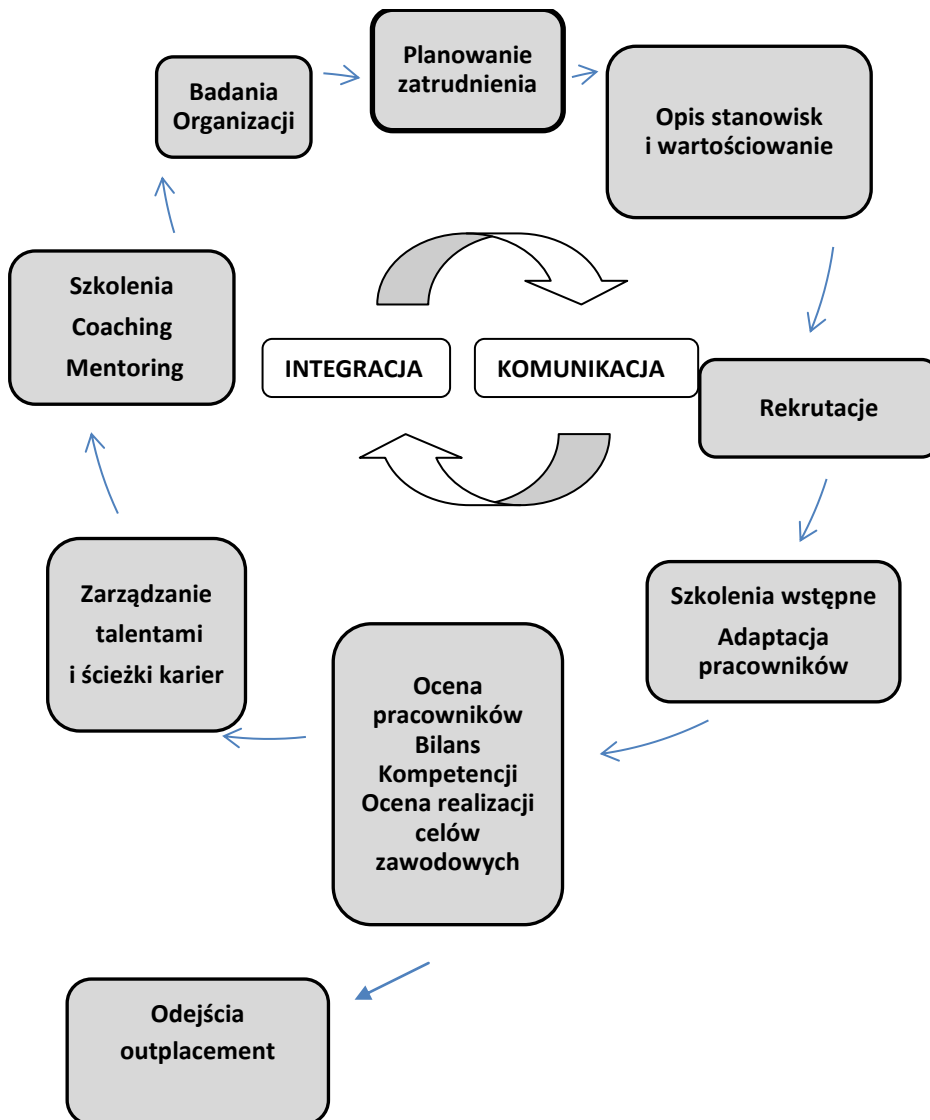 Planowanie
zatrudnienia
Badania
Organizacji
Opis stanowisk
i wartościowanie
Szkolenia
Coaching
Mentoring
INTEGRACJA
KOMUNIKACJA
Rekrutacje
Szkolenia wstępne
Adaptacja
pracowników
Zarządzanie
talentami
i ścieżki karier
Ocena
pracowników
Bilans
Kompetencji
Ocena realizacji
celów
zawodowych
Odejścia
outplacement